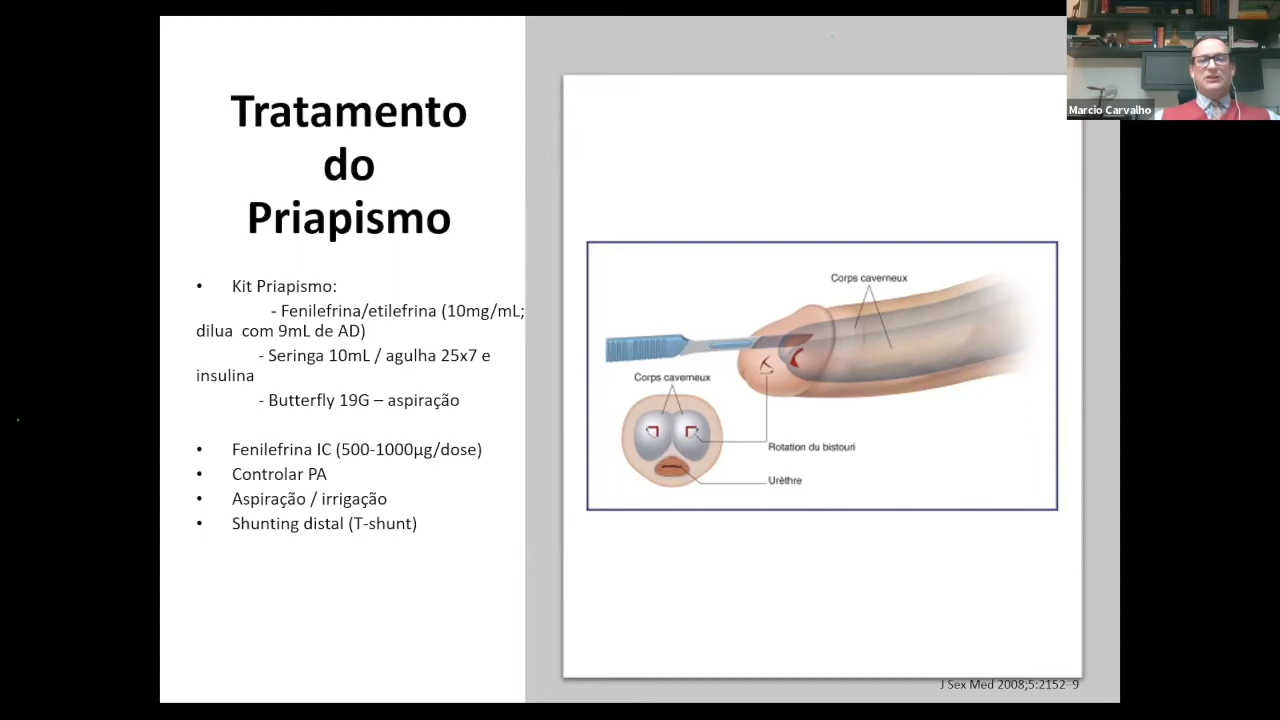 Tratamento
do
Priapismo
• Kit Priapismo:
- Fenilefrina/etilefrina (10mg/mL;
dilua com 9mL de AD)
- Seringa 10mL / agulha 25x7 e
insulina
- Butterfly 19G – aspiração
• Fenilefrina IC (500-1000µg/dose)
• Controlar PA
• Aspiração / irrigação
• Shunting distal (T-shunt)
Corps caverneux
Corps caverneux
Rotation du bistouri
Urèthre
J Sex Med 2008;5:2152–9
Marcio Carvalho